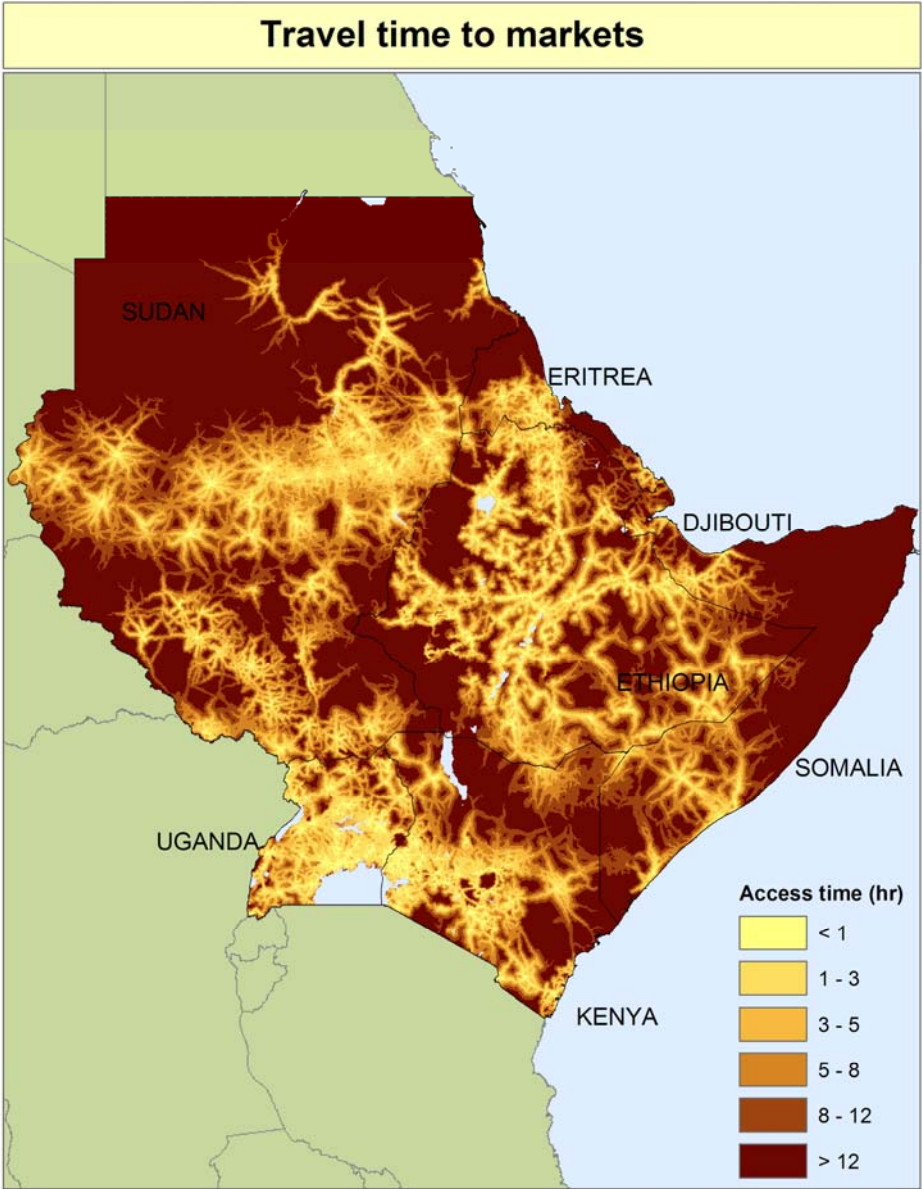 Travel time to markets
SUDAN
ERITREA
DJIBOUTI
ETHIOPIA
SOMALIA
UGANDA
KENYA
Access time (hr)
< 1
1 - 3
3 - 5
5 - 8
8 - 12
> 12